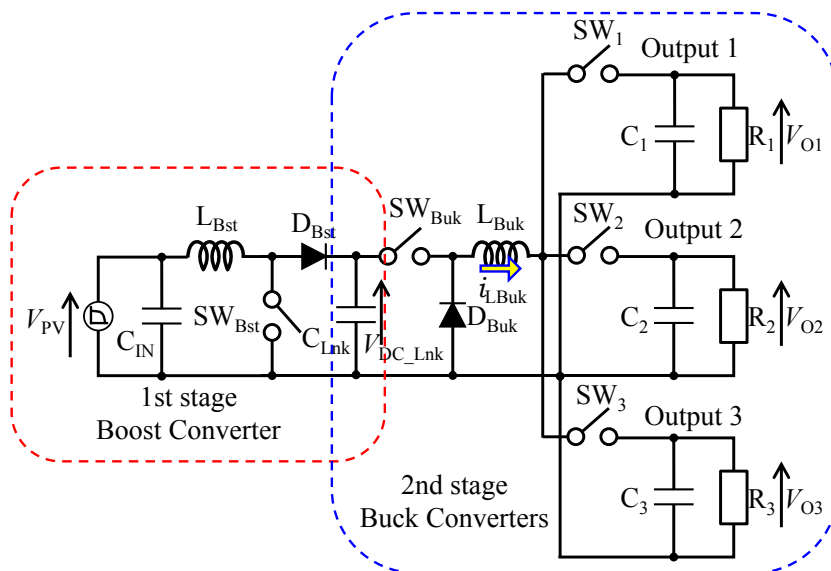 SW1
Output 1
C1
R1
VO1
LBst
DBst
SWBuk
LBuk
SW2
Output 2
iLBuk
VPV
CIN
SWBst
CLnk
VDC_Lnk
DBuk
C2
R2
VO2
1st stage
Boost Converter
SW3
Output 3
2nd stage
Buck Converters
C3
R3
VO3